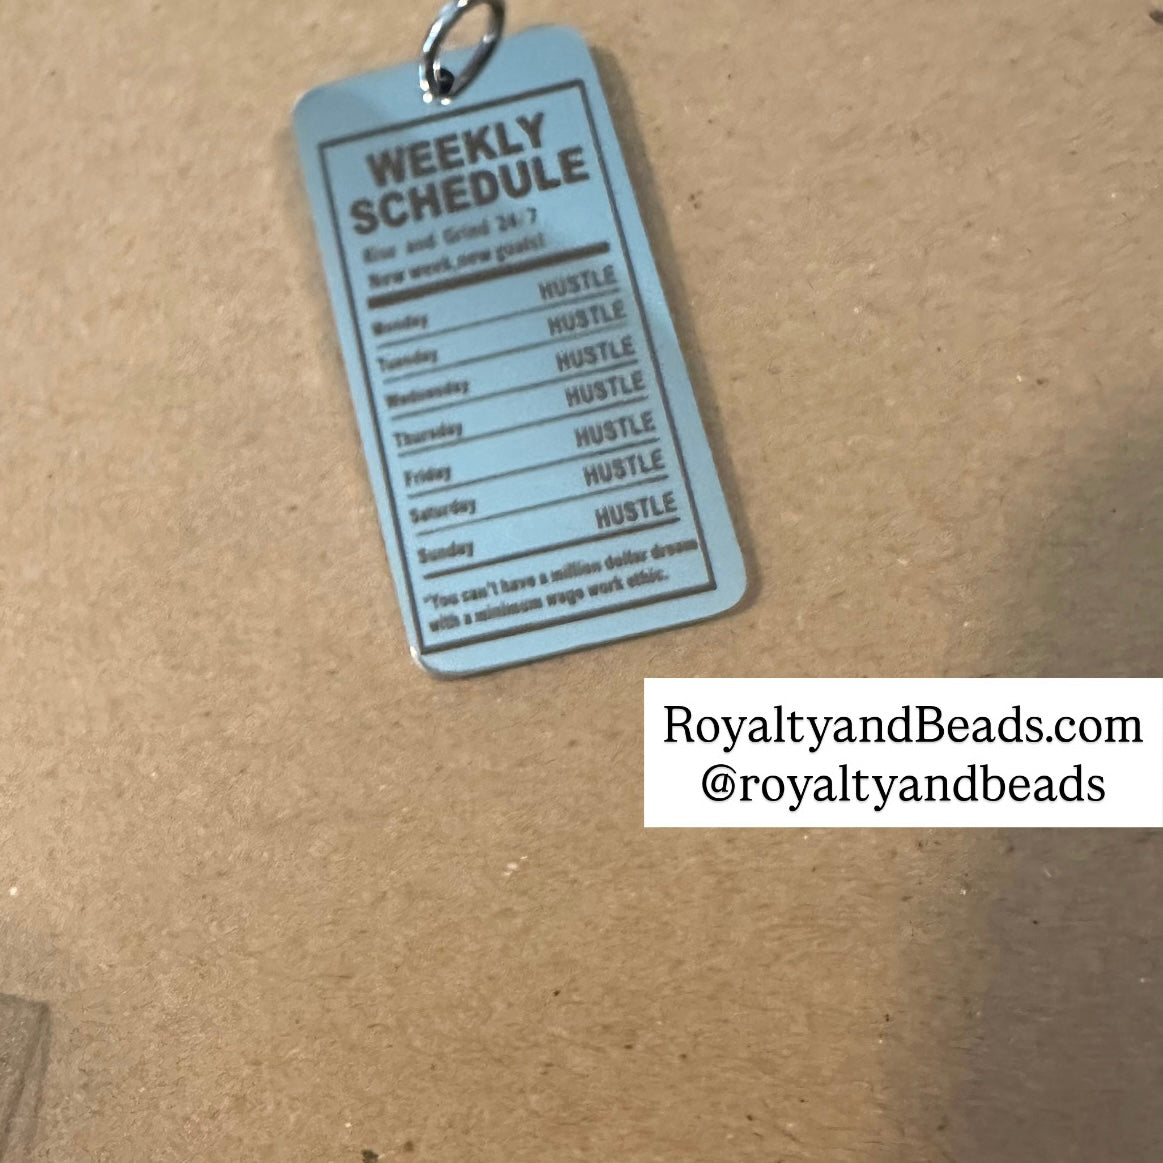 WEEKLY
SCHEDULE
Rise and Grind 24/7
New week,new goals!
Monday HUSTLE
Tuesday HUSTLE
Wednesday HUSTLE
Thursday HUSTLE
Friday HUSTLE
Saturday HUSTLE
Sunday HUSTLE
"You can't have a million dollar dream
with a minimum wage work ethic.
RoyaltyandBeads.com
@royaltyandbeads